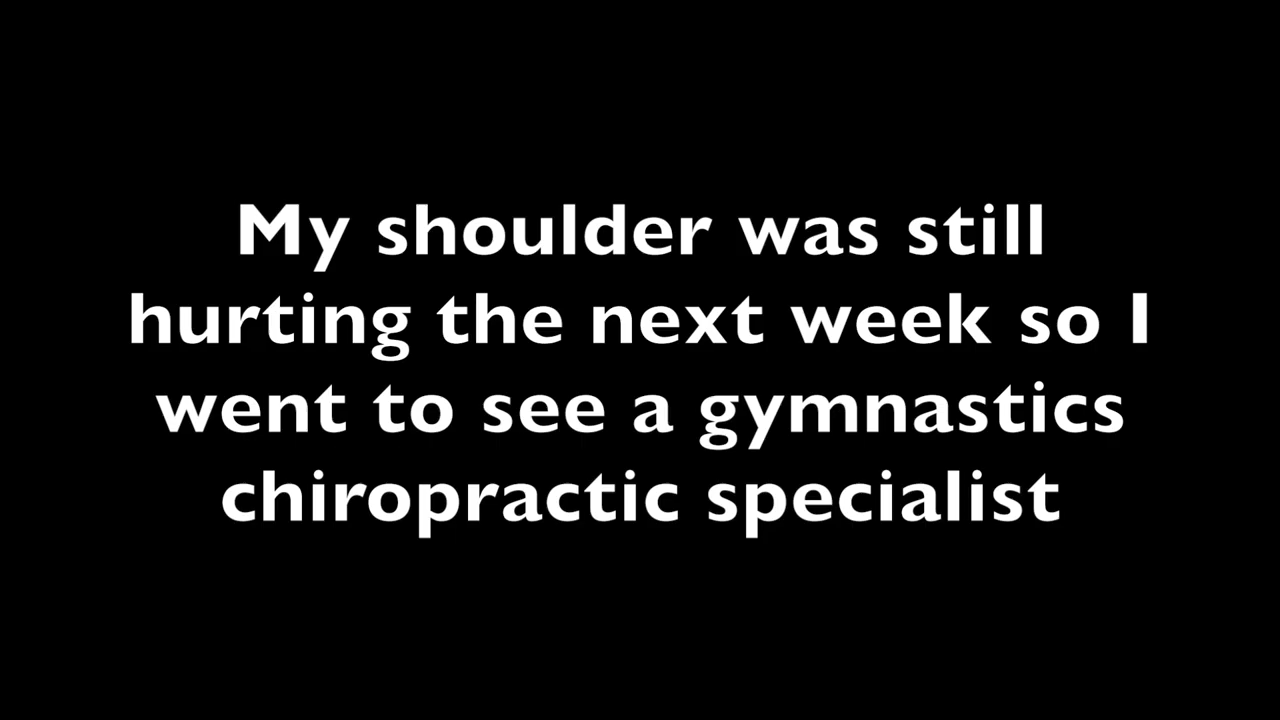 My shoulder was still
hurting the next week so I
went to see a gymnastics
chiropractic specialist